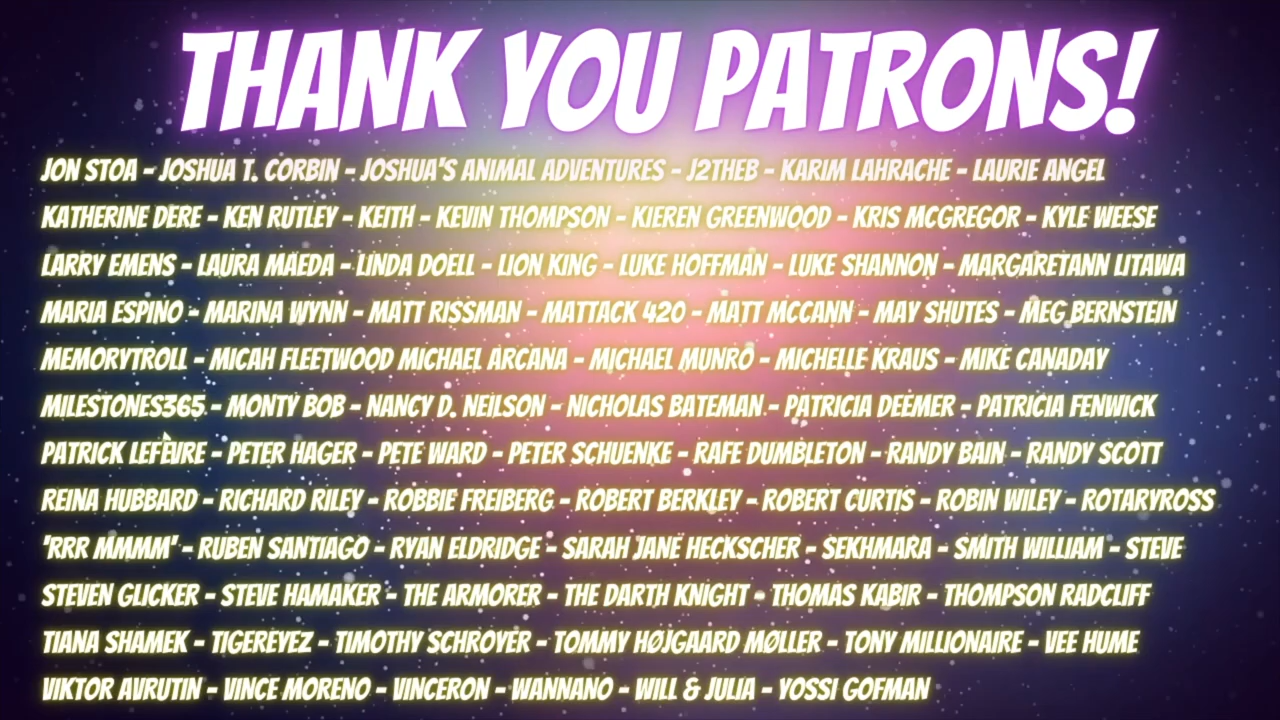 THANK YOU PATRONS!
JON STOA - JOSHUA T. CORBIN - JOSHUA'S ANIMAL ADVENTURES - J2THEB - KARIM LAHRACHE - LAURIE ANGEL
KATHERINE DERE - KEN RUTLEY - KEITH - KEVIN THOMPSON - KIEREN GREENWOOD - KRIS MCGREGOR - KYLE WEESE
LARRY EMENS - LAURA MAEDA - LINDA DOELL - LION KING - LUKE HOFFMAN - LUKE SHANNON - MARGARETANN LITAWA
MARIA ESPINO - MARINA WYNN - MATT RISSMAN - MATTACK 420 - MATT MCCANN - MAY SHUTES - MEG BERNSTEIN
MEMORYTROLL - MICAH FLEETWOOD MICHAEL ARCANA - MICHAEL MUNRO - MICHELLE KRAUS - MIKE CANADAY
MILESTONES365 - MONTY BOB - NANCY D. NEILSON - NICHOLAS BATEMAN - PATRICIA DEEMER - PATRICIA FENWICK
PATRICK LEFÈVRE - PETER HAGER - PETE WARD - PETER SCHUENKE - RAFE DUMBLETON - RANDY BAIN - RANDY SCOTT
REINA HUBBARD - RICHARD RILEY - ROBBIE FREIBERG - ROBERT BERKLEY - ROBERT CURTIS - ROBIN WILEY - ROTARYROSS
'RRR MMMM' - RUBEN SANTIAGO - RYAN ELDRIDGE - SARAH JANE HECKSCHER - SEKHMARA - SMITH WILLIAM - STEVE
STEVEN GLICKER - STEVE HAMAKER - THE ARMORER - THE DARTH KNIGHT - THOMAS KABIR - THOMPSON RADCLIFF
TIANA SHAMEK - TIGEREYEZ - TIMOTHY SCHROYER - TOMMY HØJGAARD MØLLER - TONY MILLIONAIRE - VEE HUME
VIKTOR AVRUTIN - VINCE MORENO - VINCERON - WANNANO - WILL & JULIA - YOSSI GOFMAN